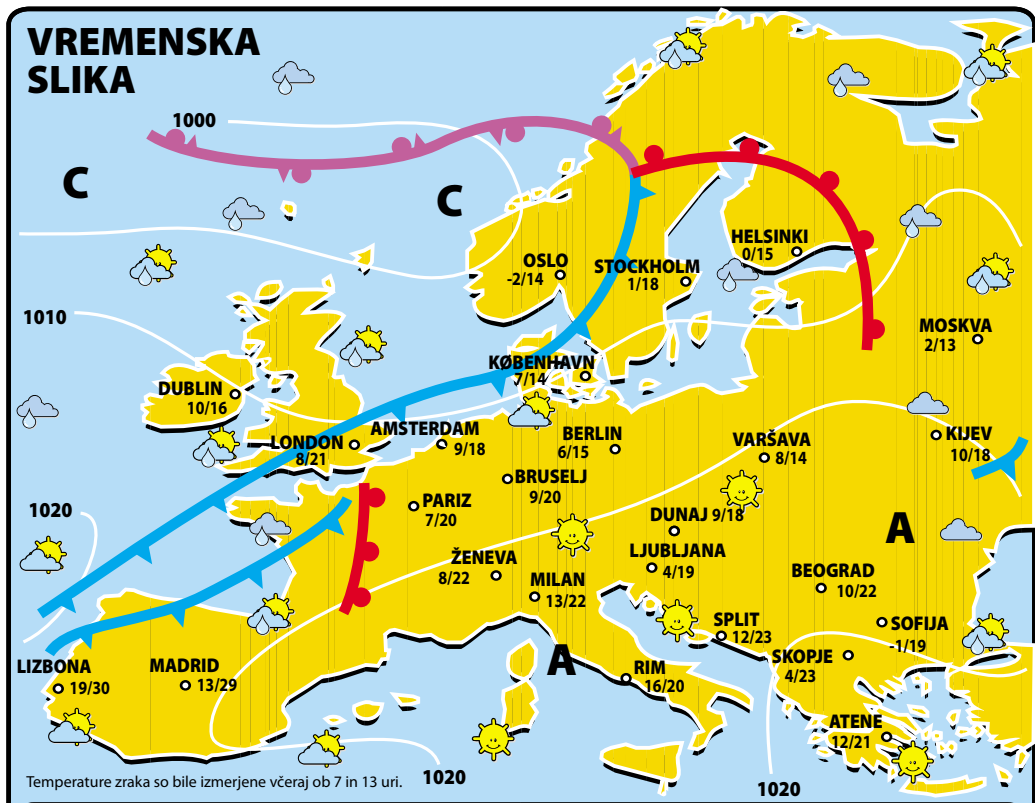 VREMENSKA
SLIKA
1000
C
C
HELSINKI
0/15
OSLO
-2/14
STOCKHOLM
1/18
1010
MOSKVA
2/13
KØBENHAVN
7/14
DUBLIN
10/16
AMSTERDAM
9/18
LONDON
8/21
BERLIN
6/15
VARŠAVA
8/14
KIJEV
10/18
BRUSELJ
9/20
PARIZ
7/20
1020
DUNAJ 9/18
A
LJUBLJANA
4/19
ŽENEVA
8/22
MILAN
13/22
BEOGRAD
10/22
SPLIT
12/23
SOFIJA
-1/19
SKOPJE
4/23
A
LIZBONA
19/30
MADRID
13/29
RIM
16/20
ATENE
12/21
1020
1020
Temperature zraka so bile izmerjene včeraj ob 7 in 13 uri.